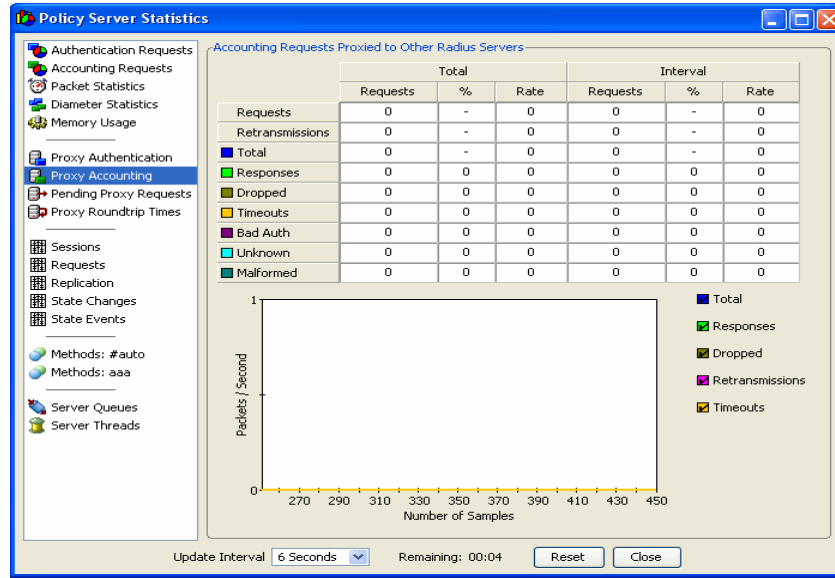 Policy Server Statistics
Authentication Requests
Accounting Requests
Packet Statistics
Diameter Statistics
Memory Usage
Proxy Authentication
Proxy Accounting
Pending Proxy Requests
Proxy Roundtrip Times
Sessions
Requests
Replication
State Changes
State Events
Methods: #auto
Methods: aaa
Server Queues
Server Threads
Accounting Requests Proxied to Other Radius Servers
Total Interval
Requests % Rate Requests % Rate
Requests 0 - 0 0 - 0
Retransmissions 0 - 0 0 - 0
Total 0 - 0 0 - 0
Responses 0 0 0 0 0 0
Dropped 0 0 0 0 0 0
Timeouts 0 0 0 0 0 0
Bad Auth 0 0 0 0 0 0
Unknown 0 0 0 0 0 0
Malformed 0 0 0 0 0 0
1
Packets / Second
0
270 290 310 330 350 370 390 410 430 450
Number of Samples
Total
Responses
Dropped
Retransmissions
Timeouts
Update Interval 6 Seconds Remaining: 00:04 Reset Close